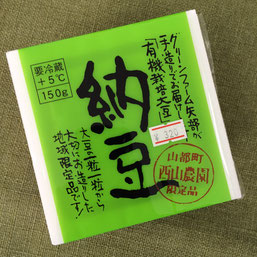 グリーンファーム矢部が
手造りでお届け!
「有機栽培大豆」
要冷蔵
+5℃
150g
納豆
¥ 320
大豆の一粒一粒から
大切にお造りした
地域限定品です!
山都町
西山農園
限定品